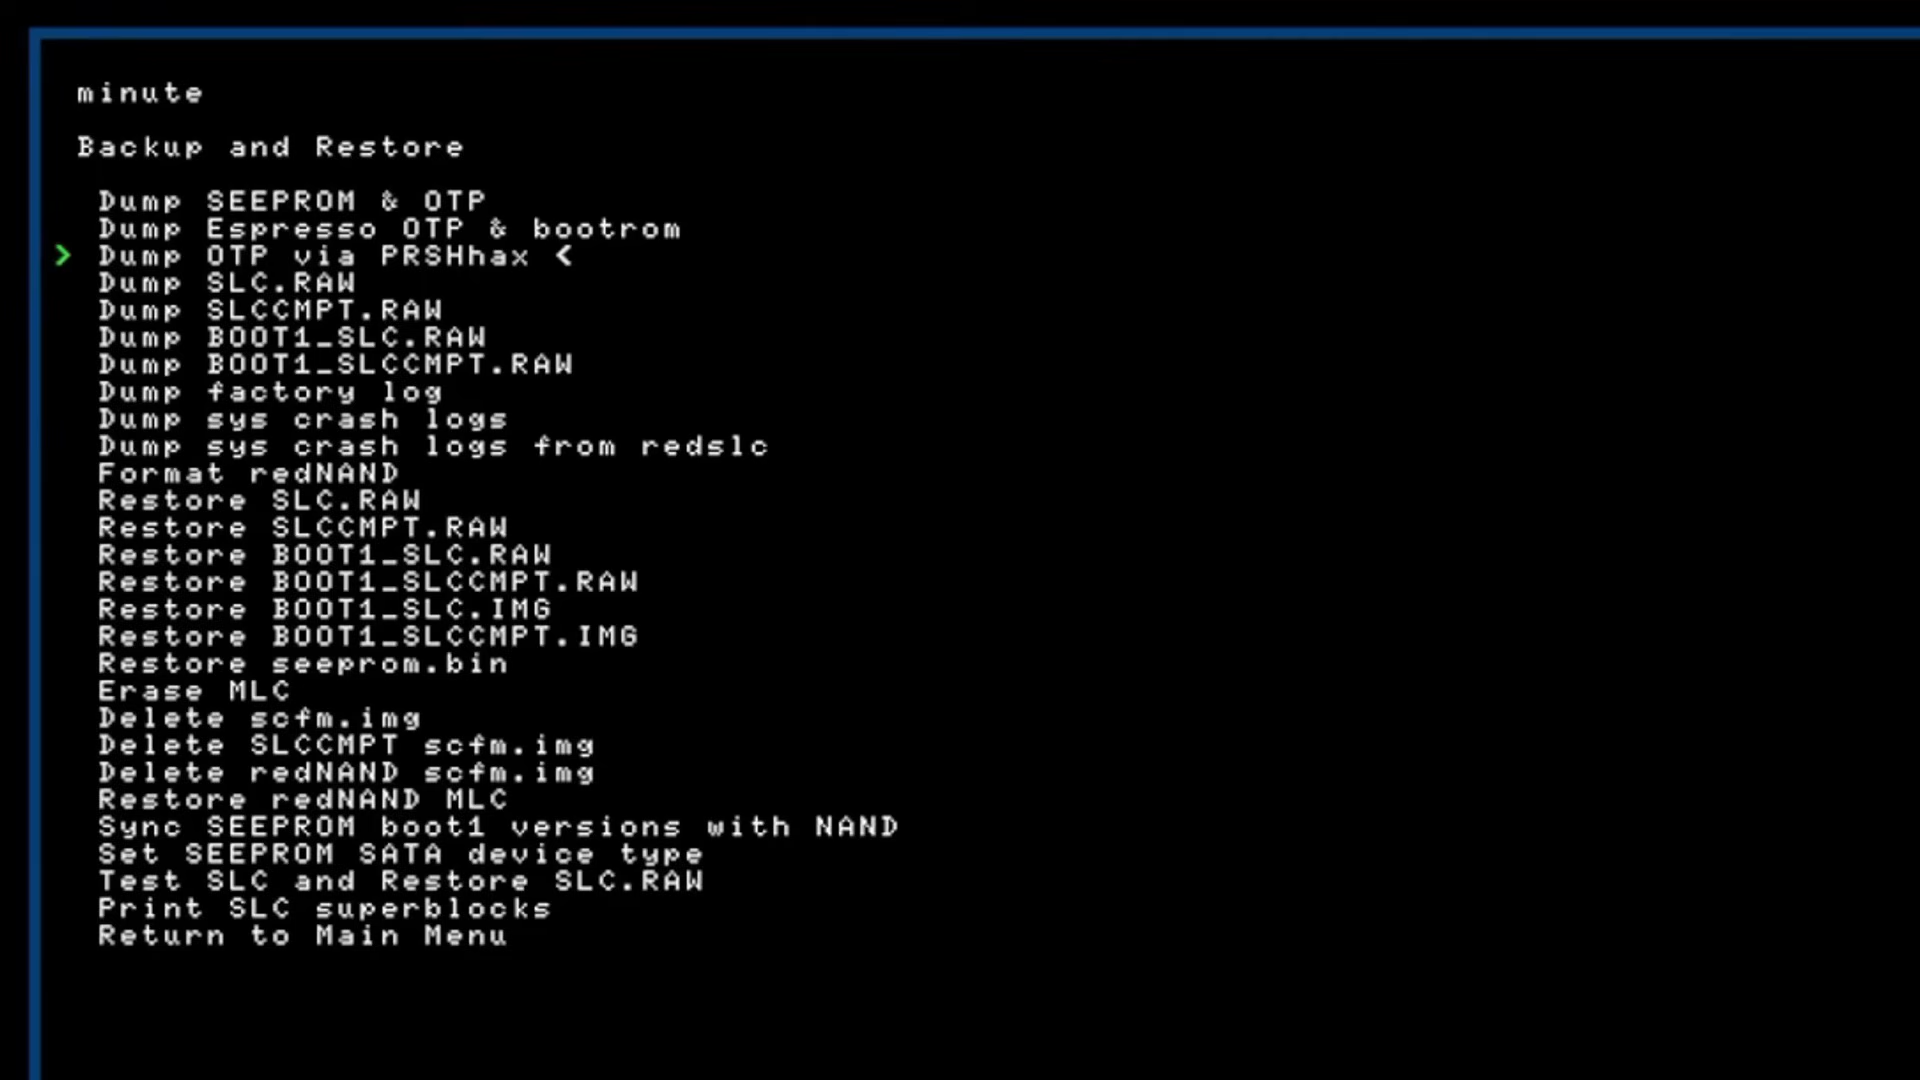 minute
Backup and Restore
Dump SEEPROM & OTP
Dump Espresso OTP & bootrom
> Dump OTP via PRSHhax <
Dump SLC.RAW
Dump SLCCMPT.RAW
Dump BOOT1_SLC.RAW
Dump BOOT1_SLCCMPT.RAW
Dump factory log
Dump sys crash logs
Dump sys crash logs from redslc
Format redNAND
Restore SLC.RAW
Restore SLCCMPT.RAW
Restore BOOT1_SLC.RAW
Restore BOOT1_SLCCMPT.RAW
Restore BOOT1_SLC.IMG
Restore BOOT1_SLCCMPT.IMG
Restore seeprom.bin
Erase MLC
Delete scfm.img
Delete SLCCMPT scfm.img
Delete redNAND scfm.img
Restore redNAND MLC
Sync SEEPROM boot1 versions with NAND
Set SEEPROM SATA device type
Test SLC and Restore SLC.RAW
Print SLC superblocks
Return to Main Menu